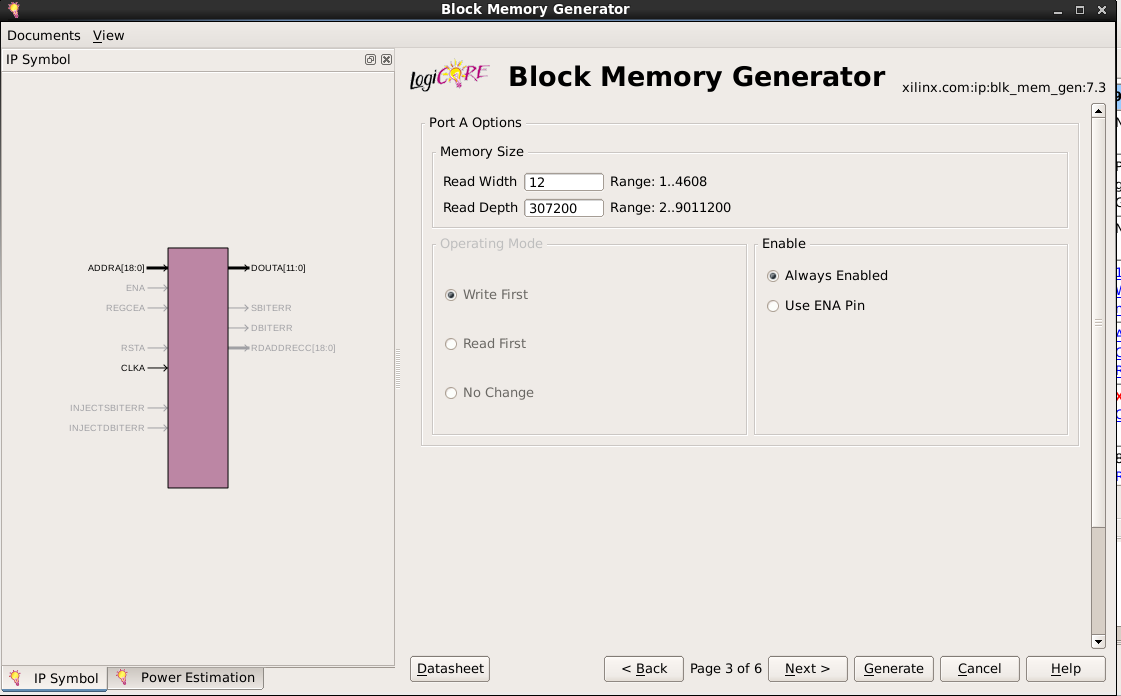 Block Memory Generator
Documents View
IP Symbol
LogiCORE
Block Memory Generator
xilinx.com:ip:blk_mem_gen:7.3
Port A Options
Memory Size
Read Width 12 Range: 1..4608
Read Depth 307200 Range: 2..9011200
Operating Mode
Write First
Read First
No Change
Enable
Always Enabled
Use ENA Pin
ADDRA[18:0] DOUTA[11:0]
ENA
REGCEA SBITERR
DBITERR
RSTA RDADDRECC[18:0]
CLKA
INJECTSBITERR
INJECTDBITERR
Datasheet < Back Page 3 of 6 Next > Generate Cancel Help
IP Symbol Power Estimation